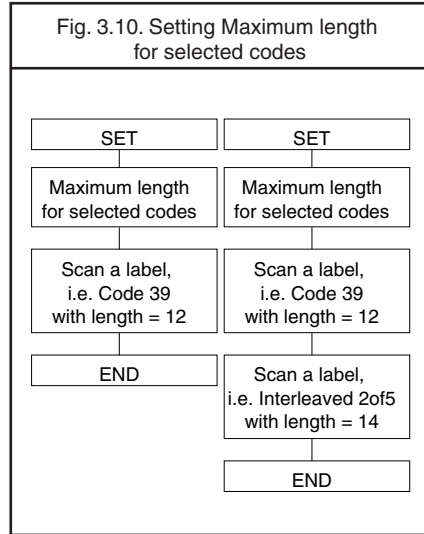 Fig. 3.10. Setting Maximum length
for selected codes
SET
Maximum length
for selected codes
Scan a label,
i.e. Code 39
with length = 12
END
SET
Maximum length
for selected codes
Scan a label,
i.e. Code 39
with length = 12
Scan a label,
i.e. Interleaved 2of5
with length = 14
END